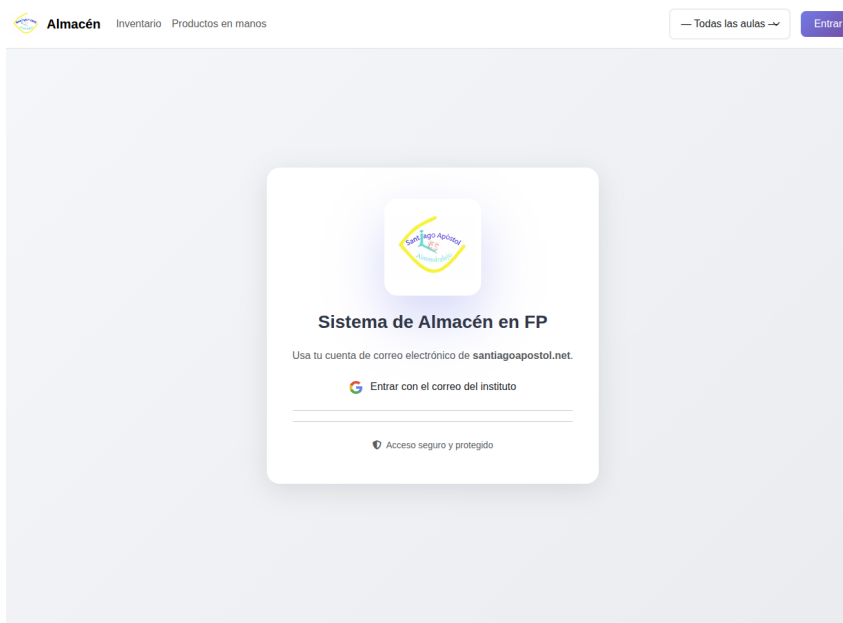 Almacén
Inventario
Productos en manos
— Todas las aulas —
Entrar
Santiago Apóstol
Almendralejo
Sistema de Almacén en FP
Usa tu cuenta de correo electrónico de santiagoapostol.net.
Entrar con el correo del instituto
Acceso seguro y protegido